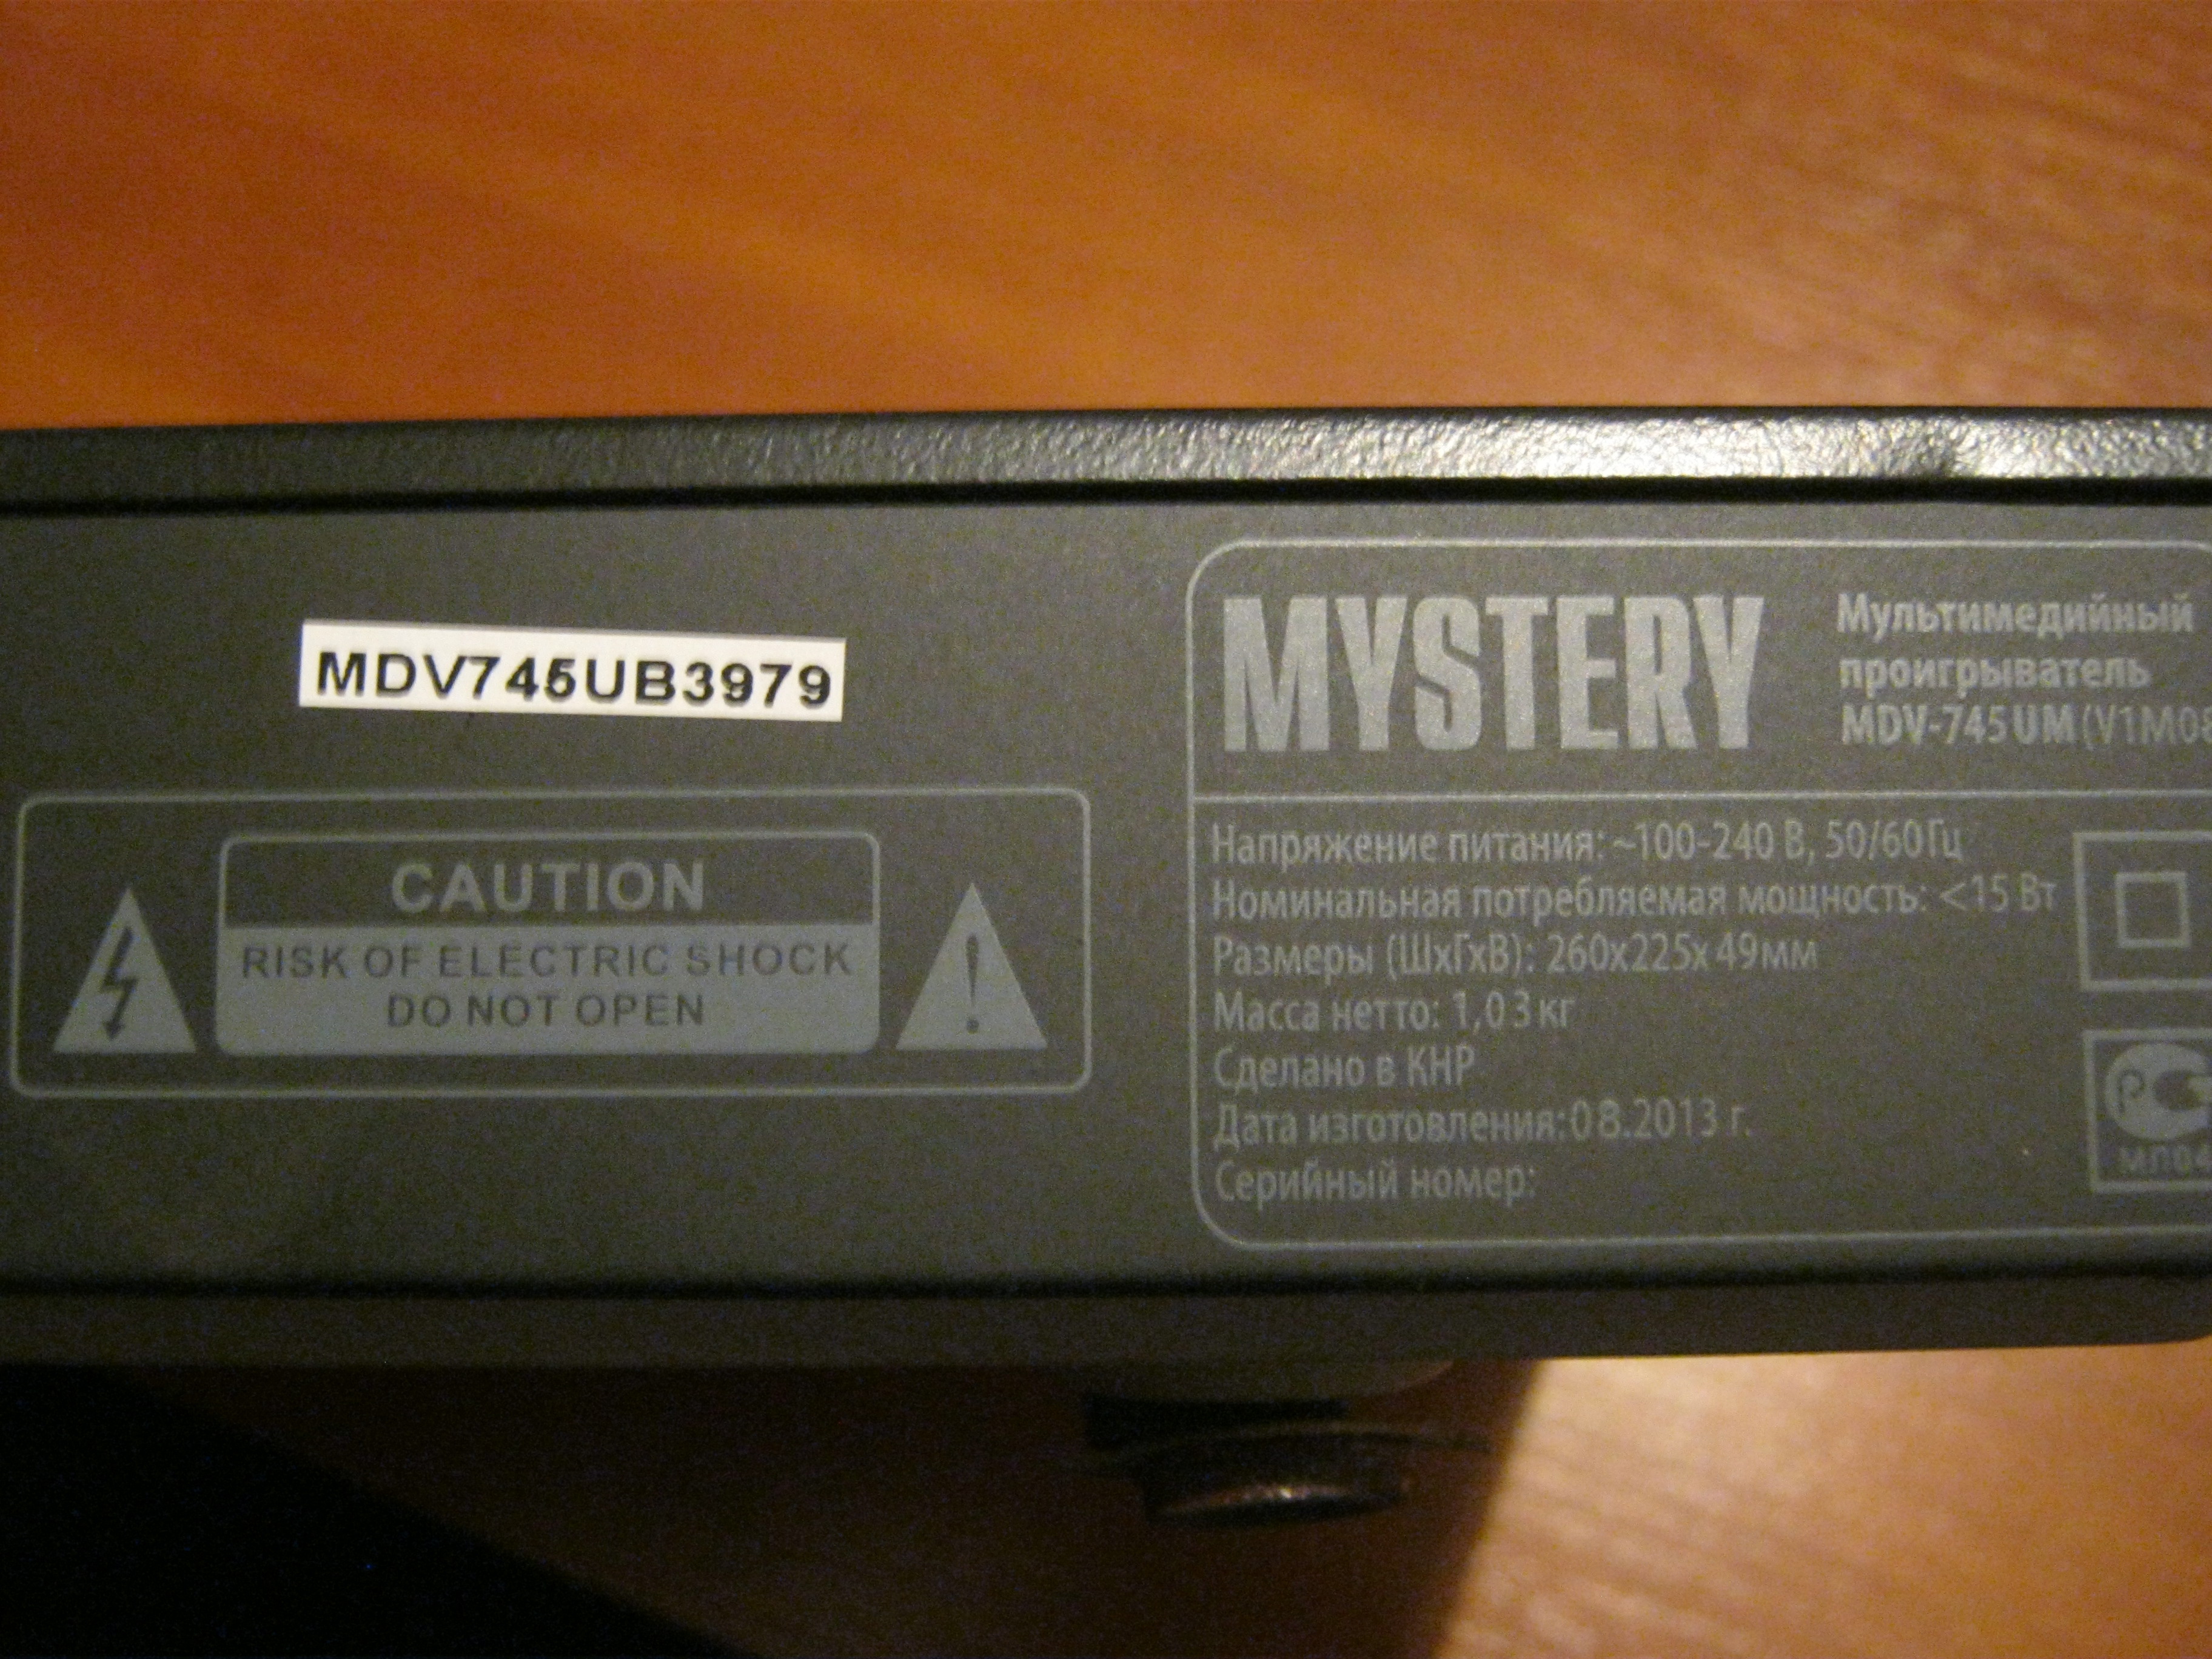 MDV745UB3979
CAUTION
RISK OF ELECTRIC SHOCK
DO NOT OPEN
MYSTERY
Мультимедийный
проигрыватель
MDV-745UM (V1M08
Напряжение питания: ~100-240 В, 50/60Гц
Номинальная потребляемая мощность: <15 Вт
Размеры (ШхГхВ): 260x225x49мм
Масса нетто: 1,03 кг
Сделано в КНР
Дата изготовления: 08.2013 г.
Серийный номер: